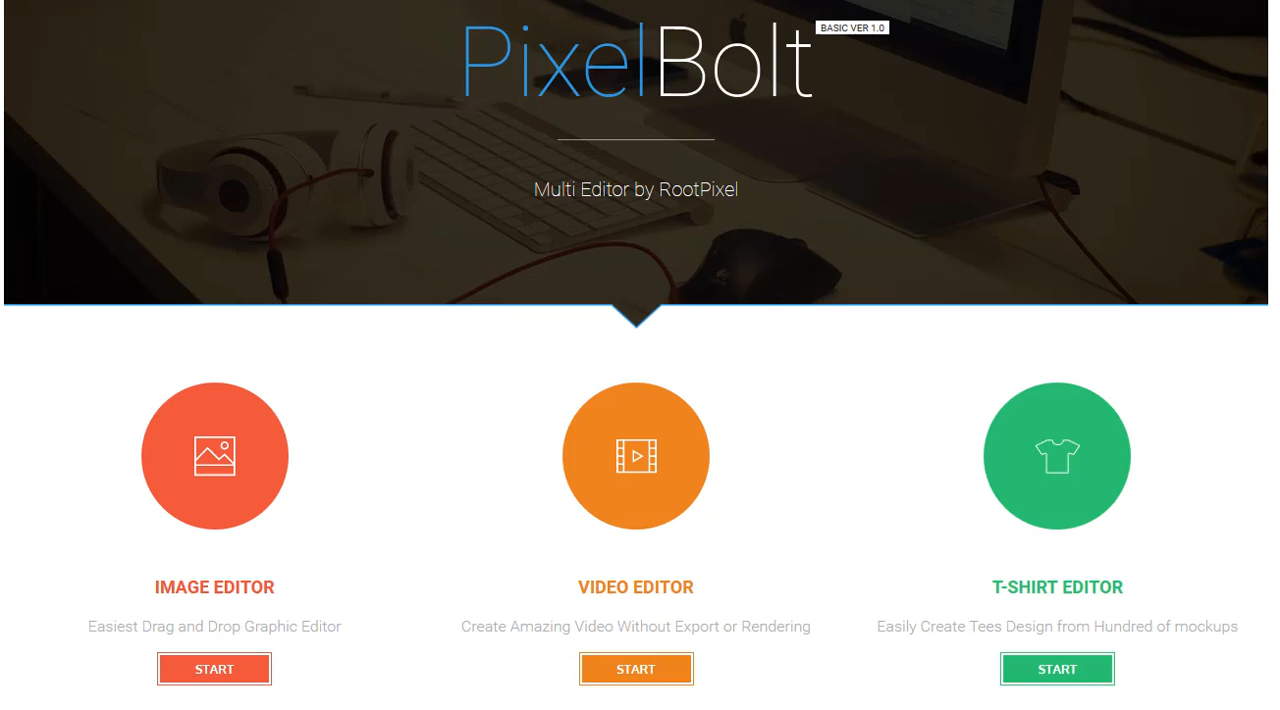 PixelBolt
BASIC VER 1.0
Multi Editor by RootPixel
IMAGE EDITOR
Easiest Drag and Drop Graphic Editor
START
VIDEO EDITOR
Create Amazing Video Without Export or Rendering
START
T-SHIRT EDITOR
Easily Create Tees Design from Hundred of mockups
START